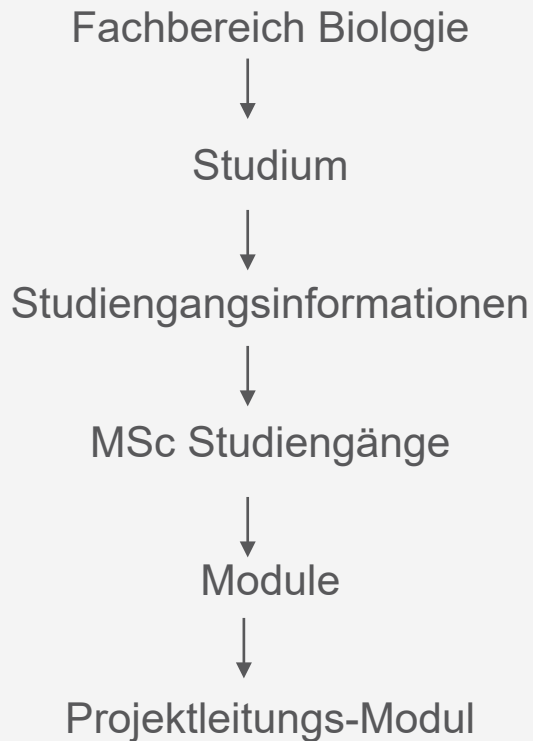 Fachbereich Biologie
Studium
Studiengangsinformationen
MSc Studiengänge
Module
Projektleitungs-Modul